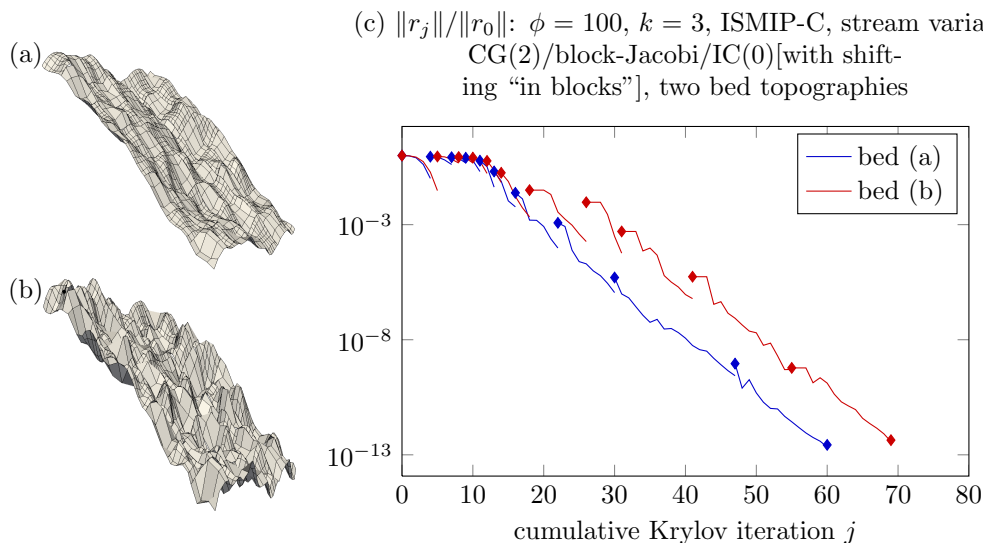 (c) ‖r_j‖/‖r_0‖: ϕ = 100, k = 3, ISMIP-C, stream varia
CG(2)/block-Jacobi/IC(0)[with shift-
ing “in blocks”], two bed topographies
(a)
(b)
bed (a)
bed (b)
10^−3
10^−8
10^−13
0 10 20 30 40 50 60 70 80
cumulative Krylov iteration j